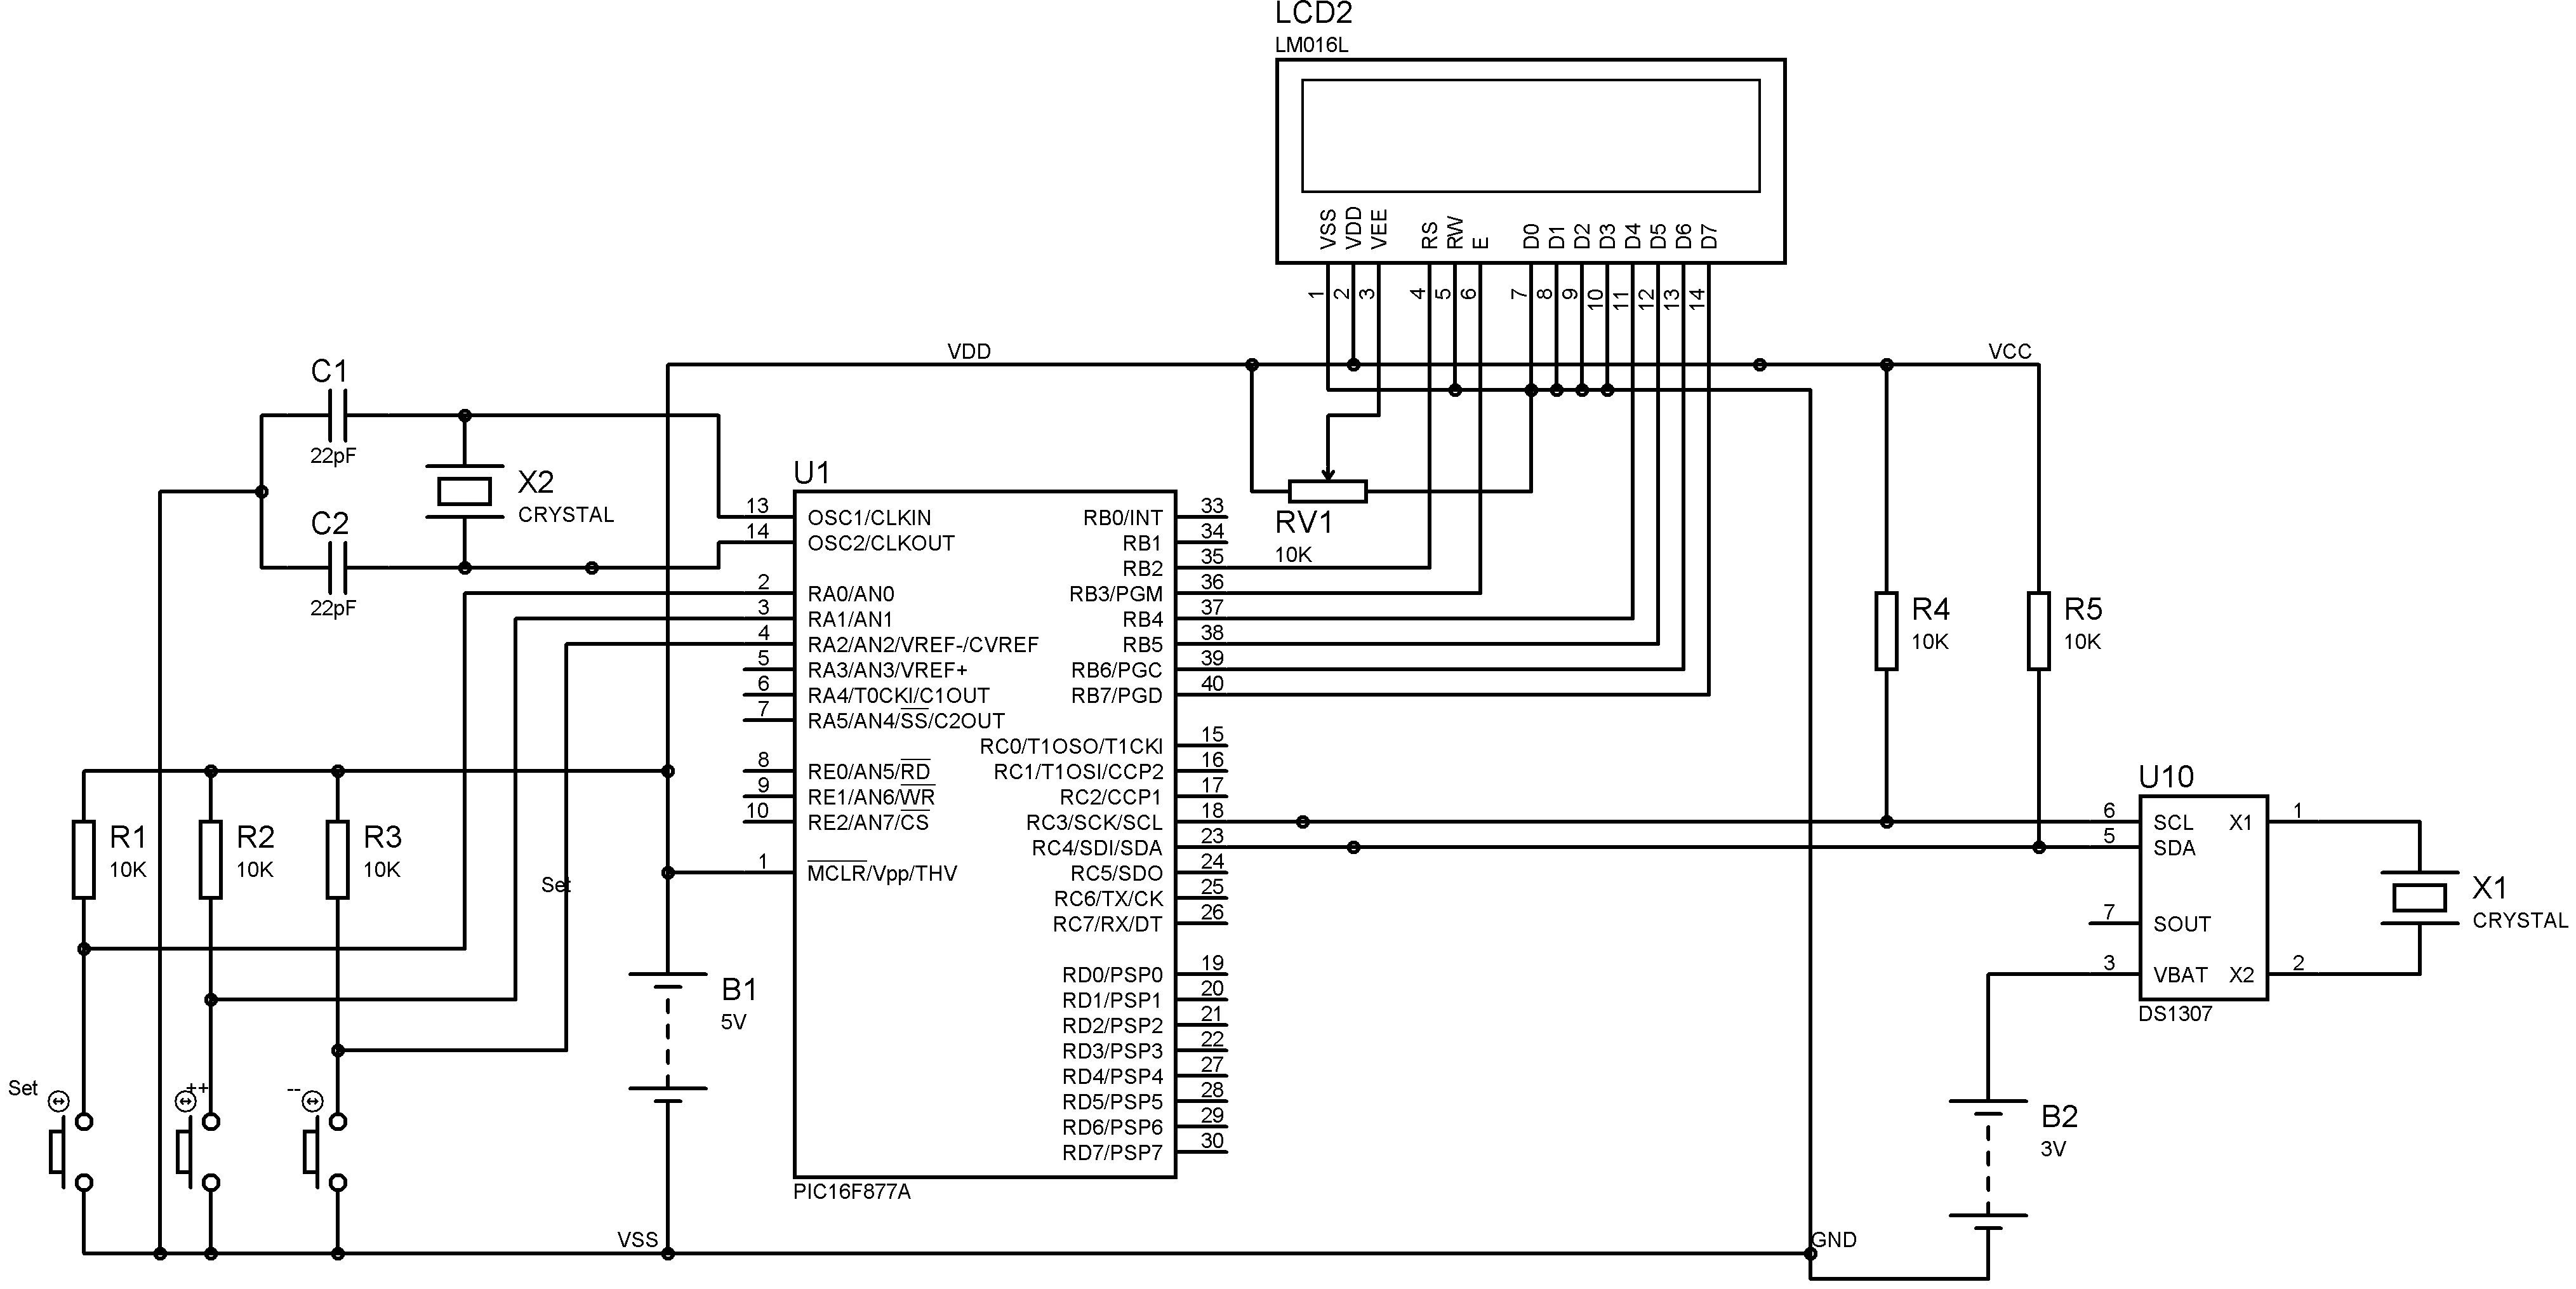 LCD2
LM016L
VSS
VDD
VEE
RS
RW
E
D0
D1
D2
D3
D4
D5
D6
D7
1
2
3
4
5
6
7
8
9
10
11
12
13
14
VDD
VCC
C1
22pF
C2
22pF
X2
CRYSTAL
RV1
10K
U1
13 OSC1/CLKIN
14 OSC2/CLKOUT
2 RA0/AN0
3 RA1/AN1
4 RA2/AN2/VREF-/CVREF
5 RA3/AN3/VREF+
6 RA4/T0CKI/C1OUT
7 RA5/AN4/SS/C2OUT
8 RE0/AN5/RD
9 RE1/AN6/WR
10 RE2/AN7/CS
1 MCLR/Vpp/THV
RB0/INT 33
RB1 34
RB2 35
RB3/PGM 36
RB4 37
RB5 38
RB6/PGC 39
RB7/PGD 40
RC0/T1OSO/T1CKI 15
RC1/T1OSI/CCP2 16
RC2/CCP1 17
RC3/SCK/SCL 18
RC4/SDI/SDA 23
RC5/SDO 24
RC6/TX/CK 25
RC7/RX/DT 26
RD0/PSP0 19
RD1/PSP1 20
RD2/PSP2 21
RD3/PSP3 22
RD4/PSP4 27
RD5/PSP5 28
RD6/PSP6 29
RD7/PSP7 30
PIC16F877A
R4
10K
R5
10K
R1
10K
R2
10K
R3
10K
Set
B1
5V
Set
++
--
VSS
GND
U10
6 SCL
5 SDA
7 SOUT
3 VBAT
X1 1
X2 2
DS1307
X1
CRYSTAL
B2
3V